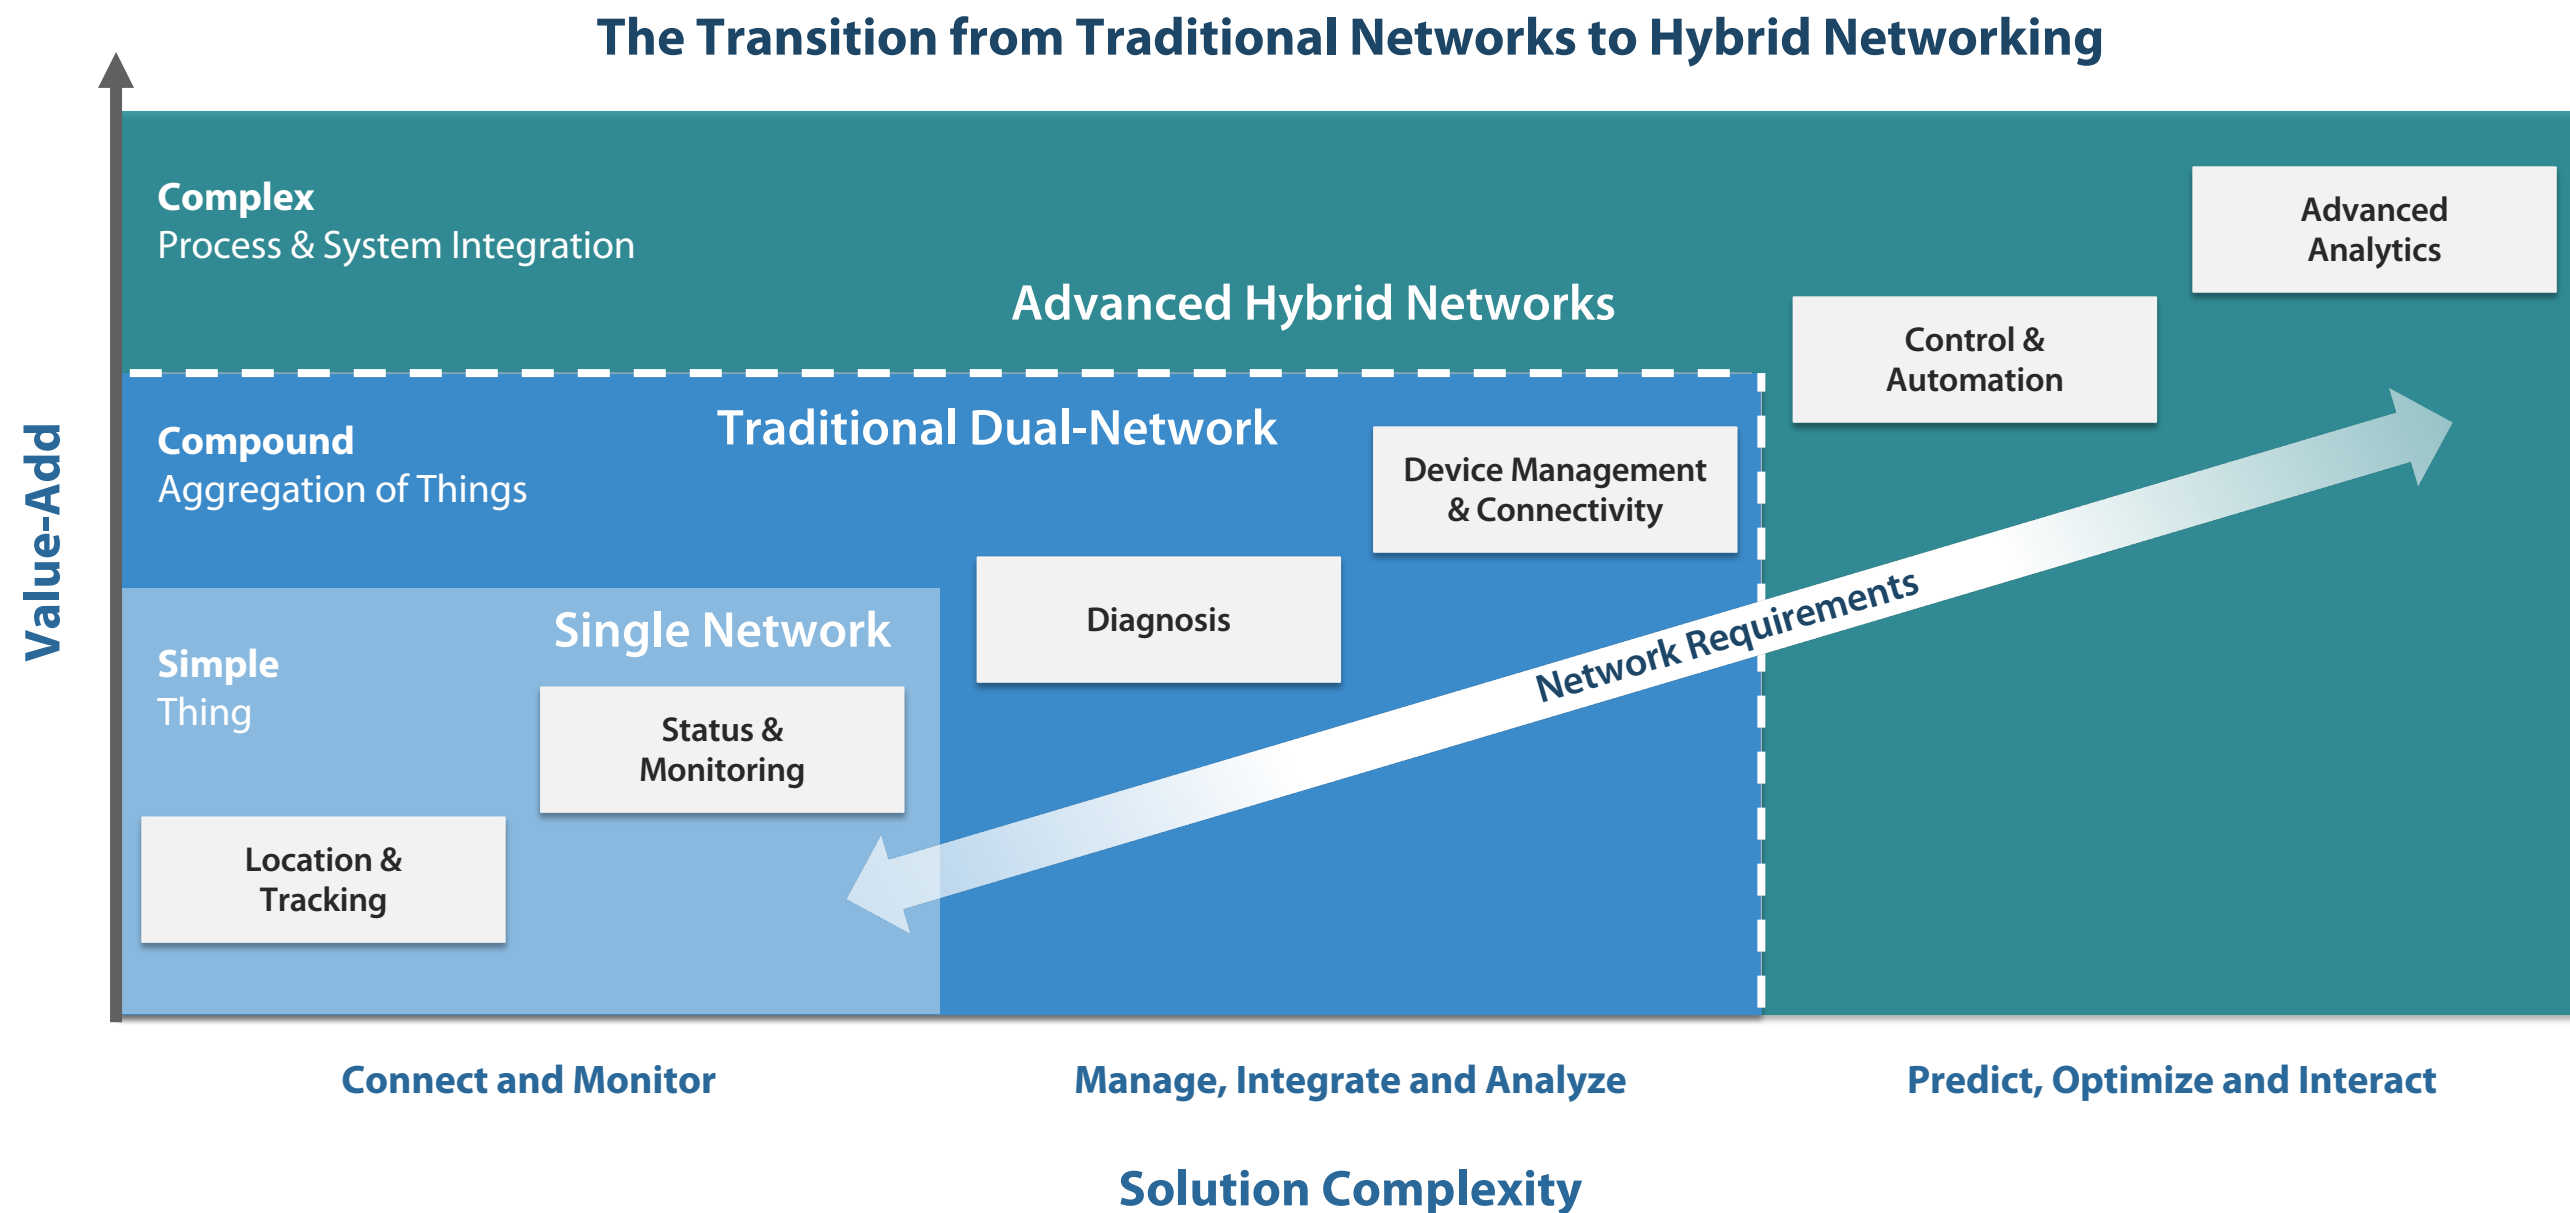 The Transition from Traditional Networks to Hybrid Networking
Value-Add
Complex
Process & System Integration
Advanced Hybrid Networks
Advanced
Analytics
Control &
Automation
Compound
Aggregation of Things
Traditional Dual-Network
Device Management
& Connectivity
Diagnosis
Network Requirements
Simple
Thing
Single Network
Status &
Monitoring
Location &
Tracking
Connect and Monitor
Manage, Integrate and Analyze
Predict, Optimize and Interact
Solution Complexity